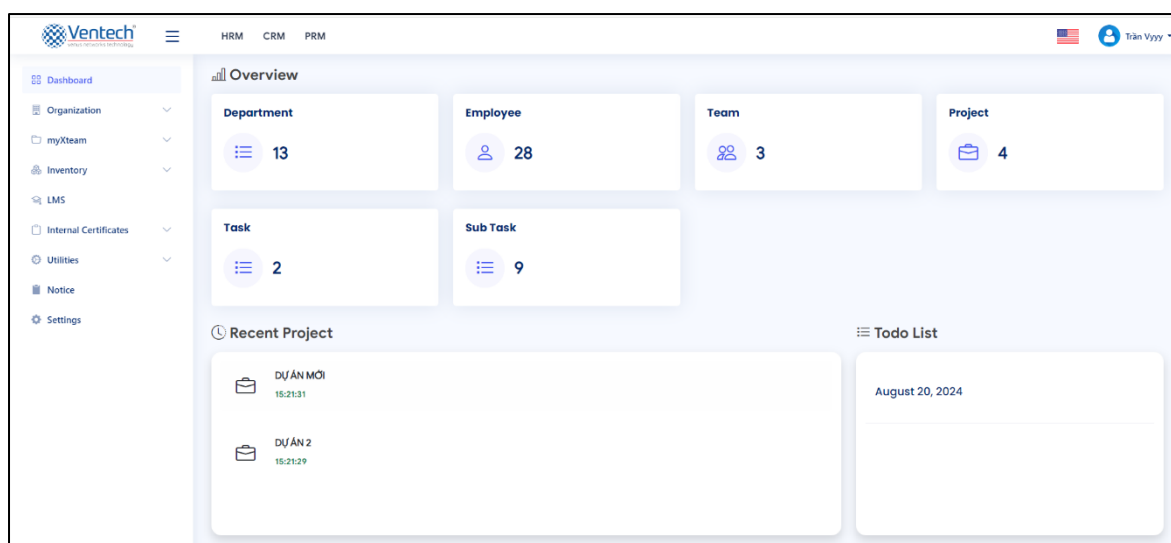 Ventech
venus networks technology
HRM CRM PRM
Trần Vyyy
Dashboard
Organization
myXteam
Inventory
LMS
Internal Certificates
Utilities
Notice
Settings
Overview
Department
13
Employee
28
Team
3
Project
4
Task
2
Sub Task
9
Recent Project
DỰ ÁN MỚI
15:21:31
DỰ ÁN 2
15:21:29
Todo List
August 20, 2024